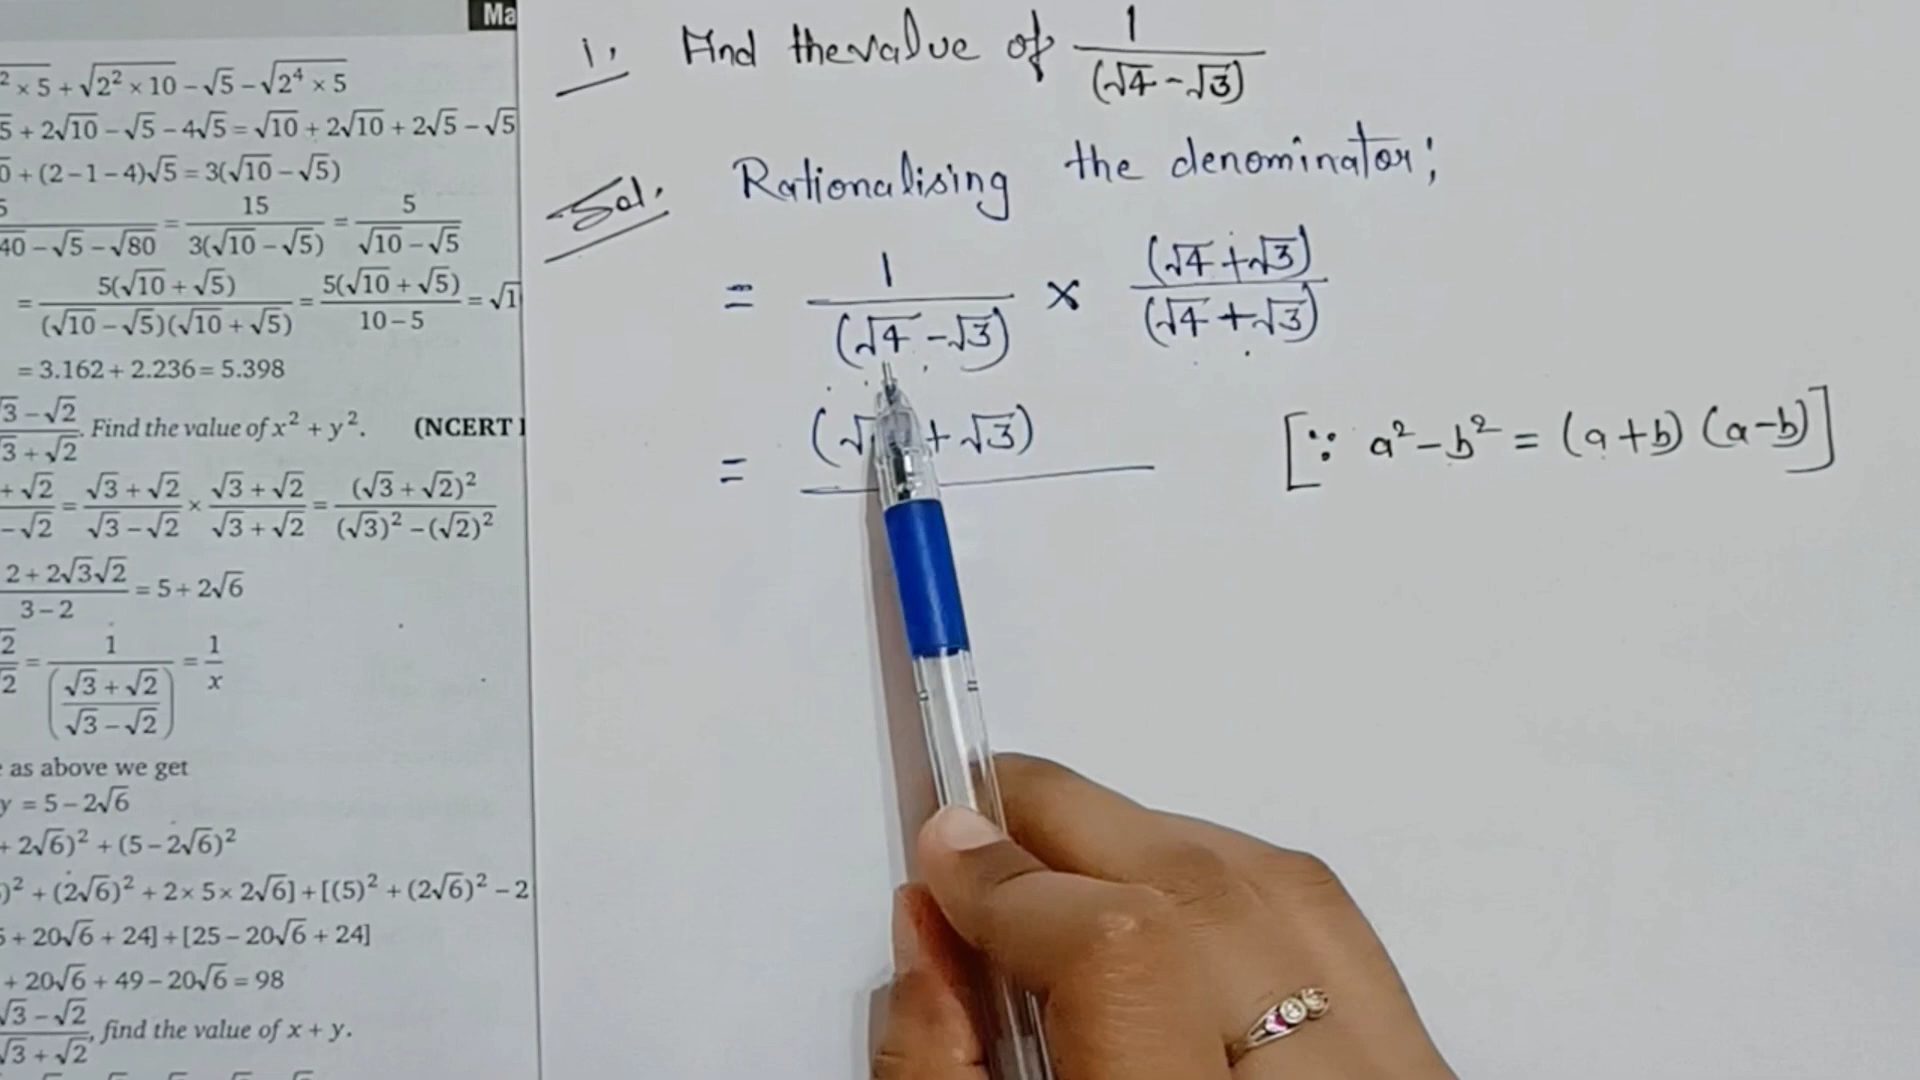 Ma
² × 5 + √2² × 10 − √5 − √2⁴ × 5
5 + 2√10 − √5 − 4√5 = √10 + 2√10 + 2√5 − √5
0 + (2 − 1 − 4)√5 = 3(√10 − √5)
5 / 40 − √5 − √80 = 15 / 3(√10 − √5) = 5 / √10 − √5
= 5(√10 + √5) / (√10 − √5)(√10 + √5) = 5(√10 + √5) / 10 − 5 = √1
= 3.162 + 2.236 = 5.398
√3 − √2 / √3 + √2 . Find the value of x² + y². (NCERT
+ √2 / − √2 = √3 + √2 / √3 − √2 × √3 + √2 / √3 + √2 = (√3 + √2)² / (√3)² − (√2)²
2 + 2√3√2 / 3 − 2 = 5 + 2√6
2 / 2 = 1 / (√3 + √2 / √3 − √2) = 1 / x
as above we get
y = 5 − 2√6
+ 2√6)² + (5 − 2√6)²
)² + (2√6)² + 2 × 5 × 2√6] + [(5)² + (2√6)² − 2
+ 20√6 + 24] + [25 − 20√6 + 24]
+ 20√6 + 49 − 20√6 = 98
√3 − √2 / √3 + √2 , find the value of x + y.
1. Find the value of 1 / (√4 − √3)
Sol. Rationalising the denominator;
= 1 / (√4 − √3) × (√4 + √3) / (√4 + √3)
= (√ + √3) [∵ a² − b² = (a + b) (a − b)]